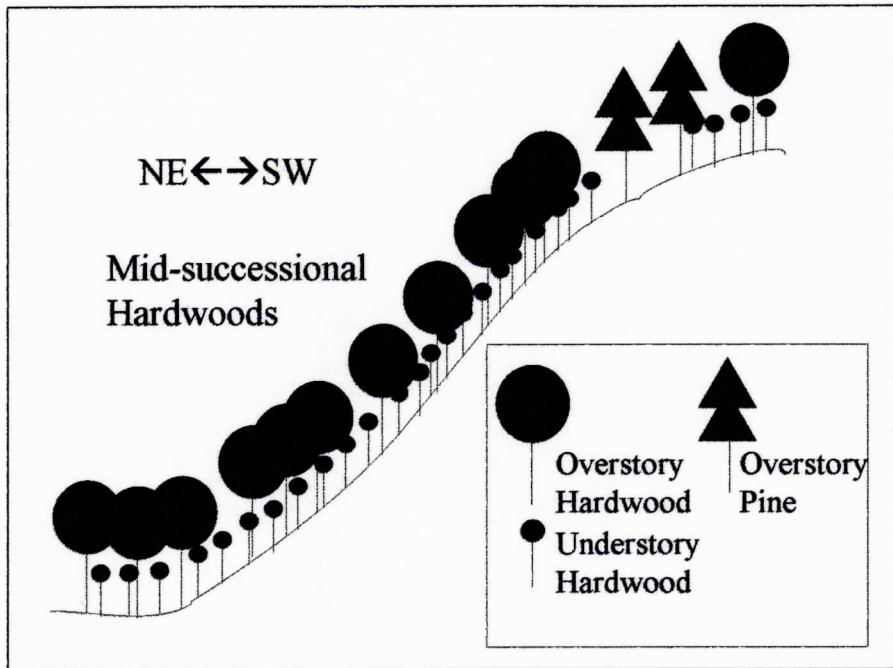 NE←→SW
Mid-successional
Hardwoods
Overstory
Hardwood
Overstory
Pine
Understory
Hardwood